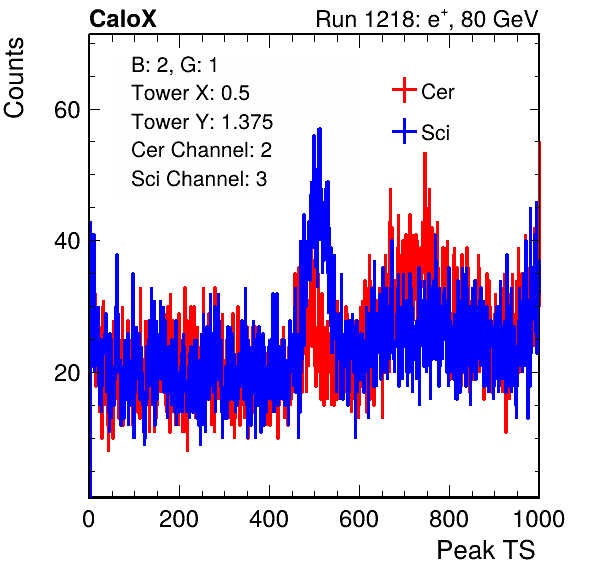 CaloX Run 1218: e+, 80 GeV
Counts
B: 2, G: 1
Tower X: 0.5
Tower Y: 1.375
Cer Channel: 2
Sci Channel: 3
Cer
Sci
60
40
20
0 200 400 600 800 1000
Peak TS